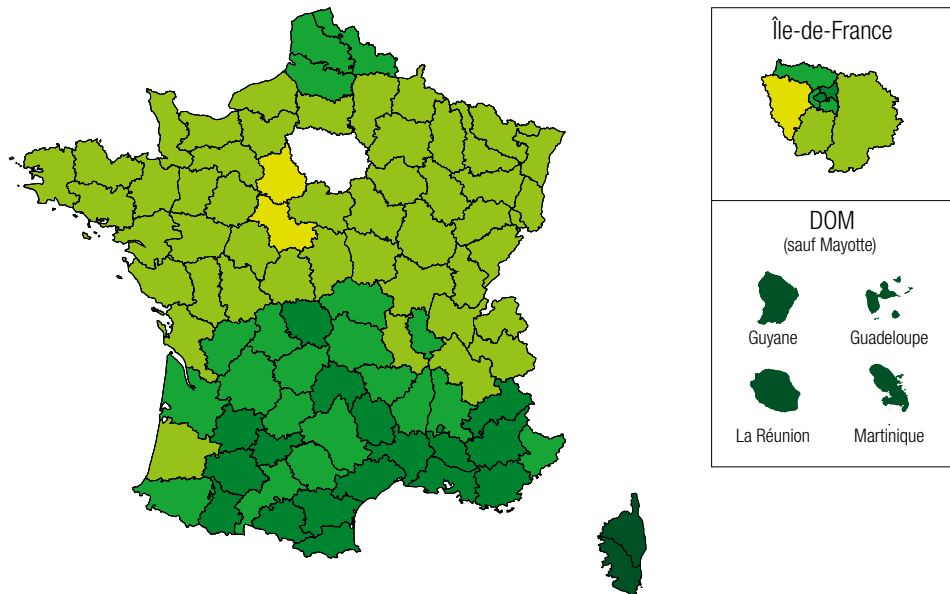 Île-de-France
DOM
(sauf Mayotte)
Guyane
Guadeloupe
La Réunion
Martinique